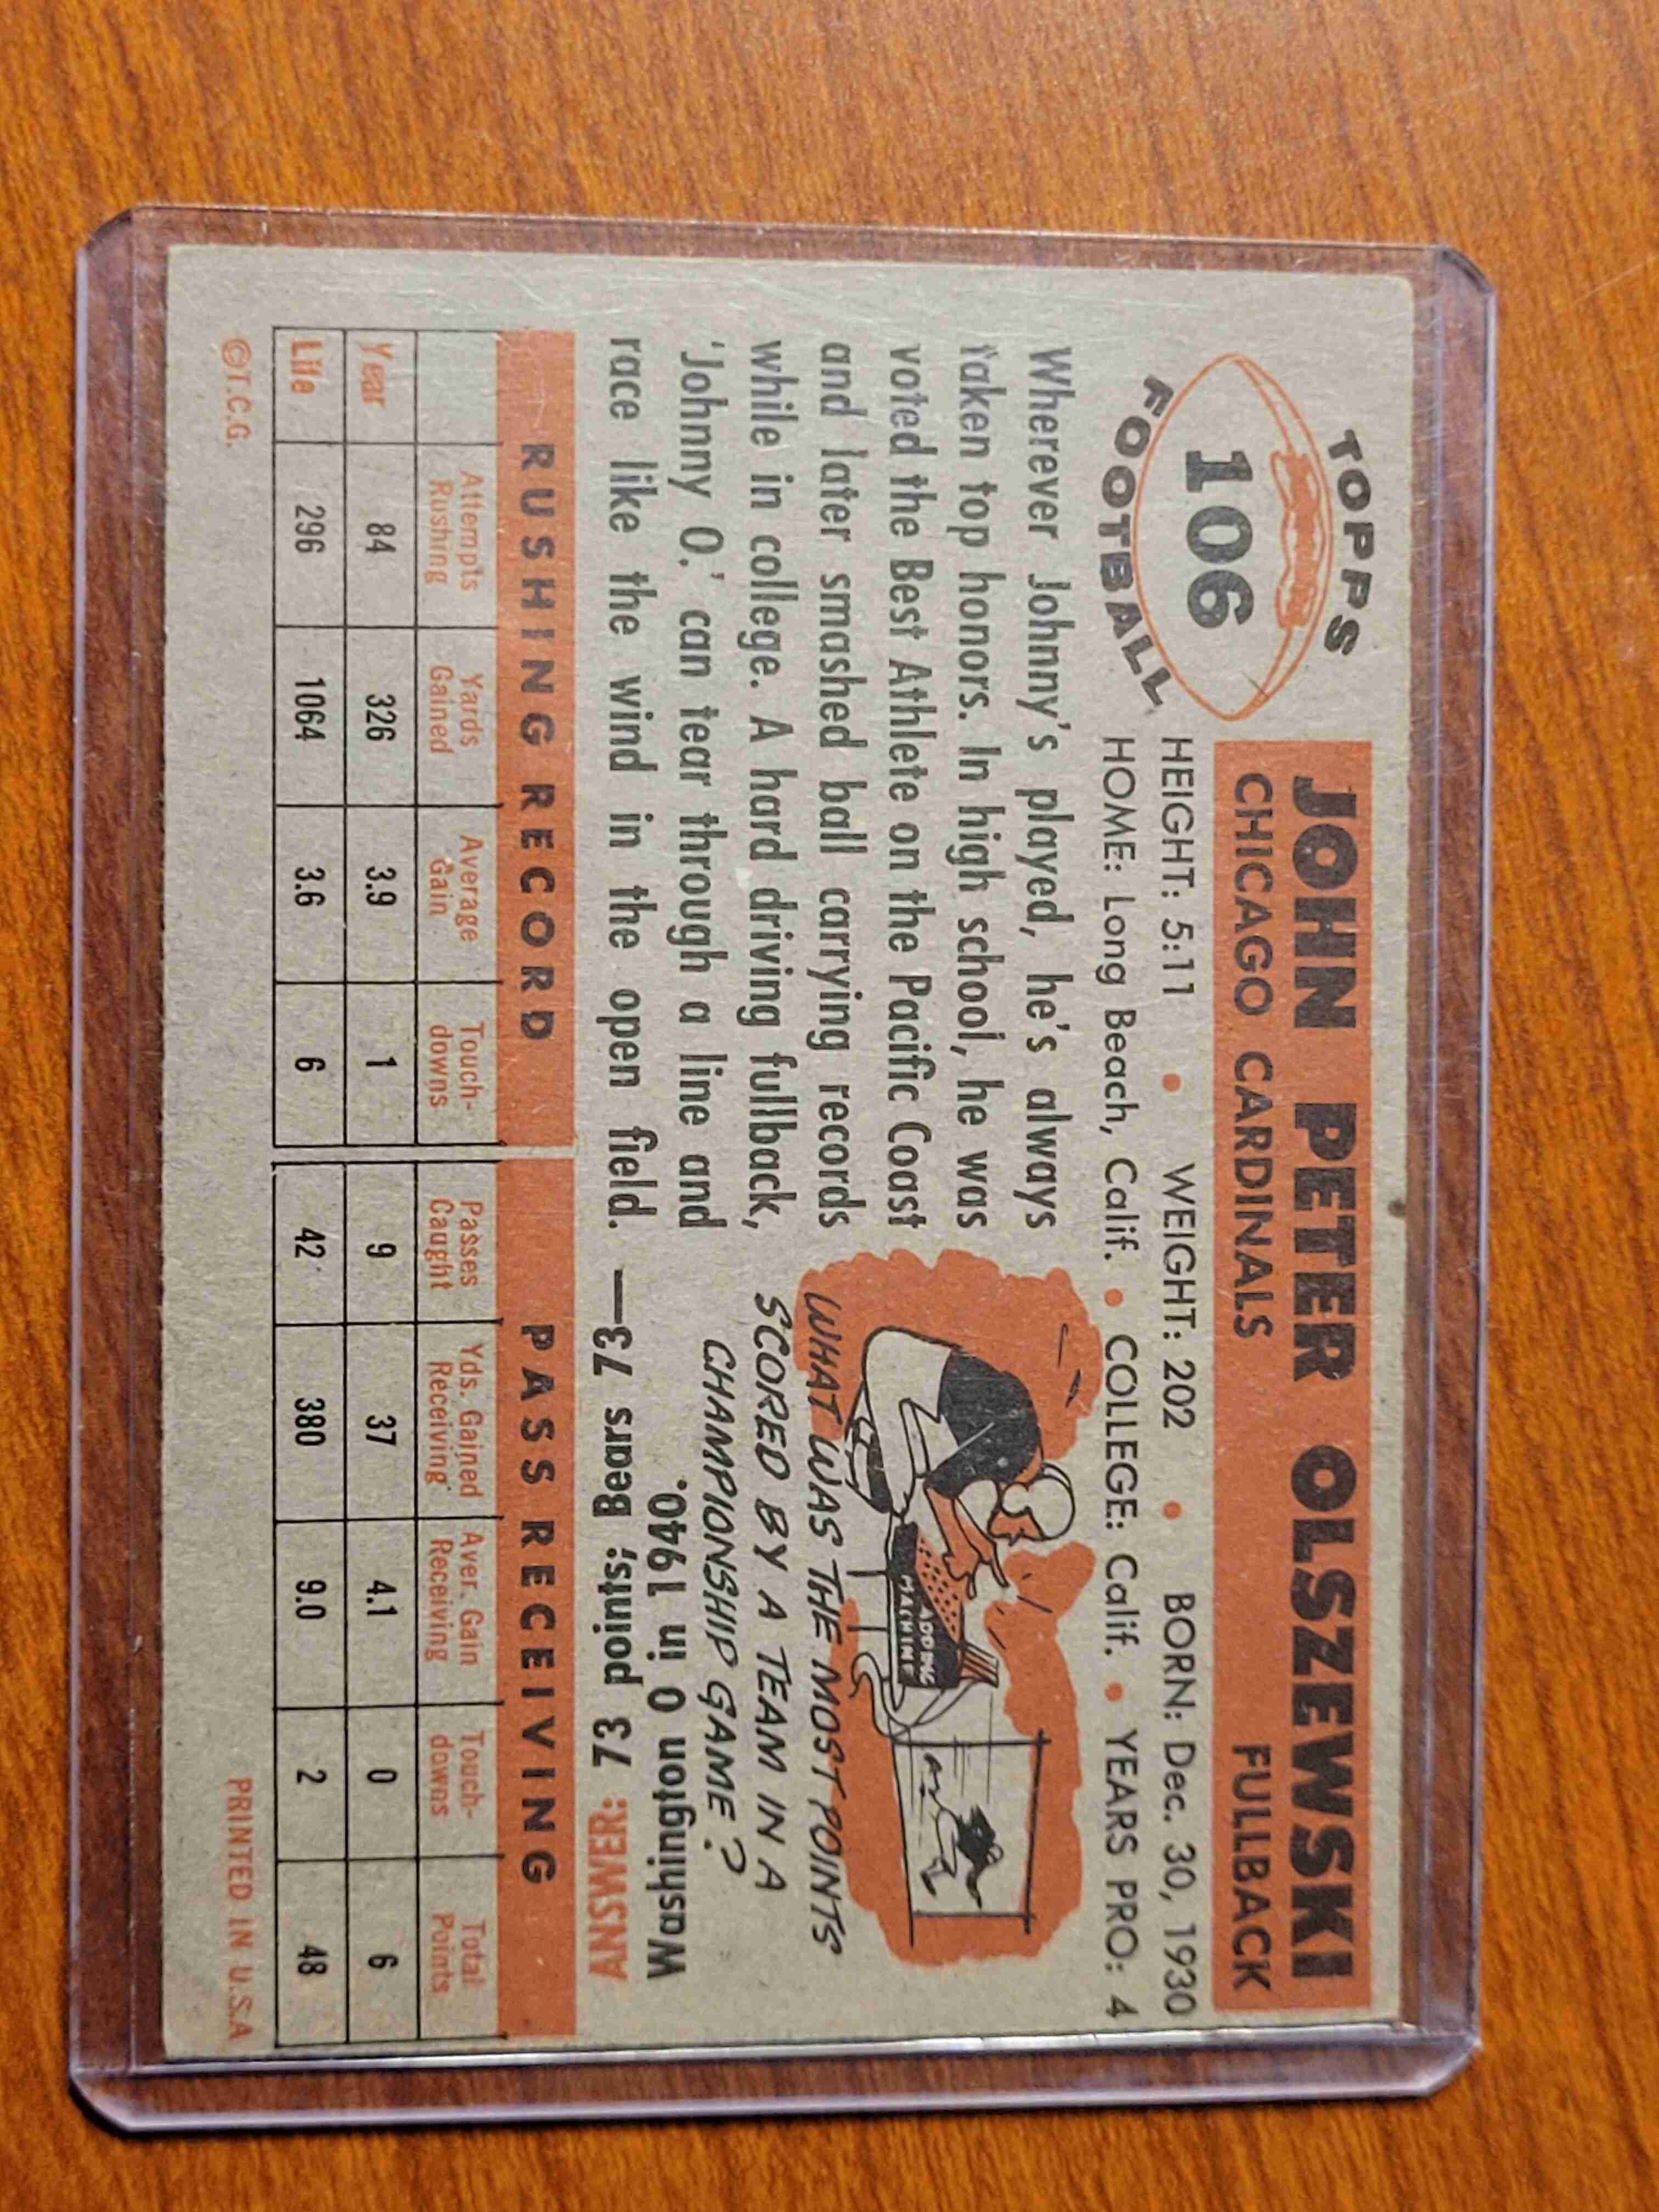 TOPPS
106
FOOTBALL
JOHN PETER OLSZEWSKI
CHICAGO CARDINALS FULLBACK
HEIGHT: 5:11 • WEIGHT: 202 • BORN: Dec. 30, 1930
HOME: Long Beach, Calif. • COLLEGE: Calif. • YEARS PRO: 4
Wherever Johnny's played, he's always
taken top honors. In high school, he was
voted the Best Athlete on the Pacific Coast
and later smashed ball carrying records
while in college. A hard driving fullback,
'Johnny O.' can tear through a line and
race like the wind in the open field.
ADDING
MACHINE
WHAT WAS THE MOST POINTS
SCORED BY A TEAM IN A
CHAMPIONSHIP GAME?
ANSWER: 73 points; Bears 73—
Washington 0 in 1940.
RUSHING RECORD PASS RECEIVING
Attempts Rushing Yards Gained Average Gain Touch-downs Passes Caught Yds. Gained Receiving Aver. Gain Receiving Touch-downs Total Points
Year 84 326 3.9 1 9 37 4.1 0 6
Life 296 1064 3.6 6 42 380 9.0 2 48
©T.C.G. PRINTED IN U.S.A